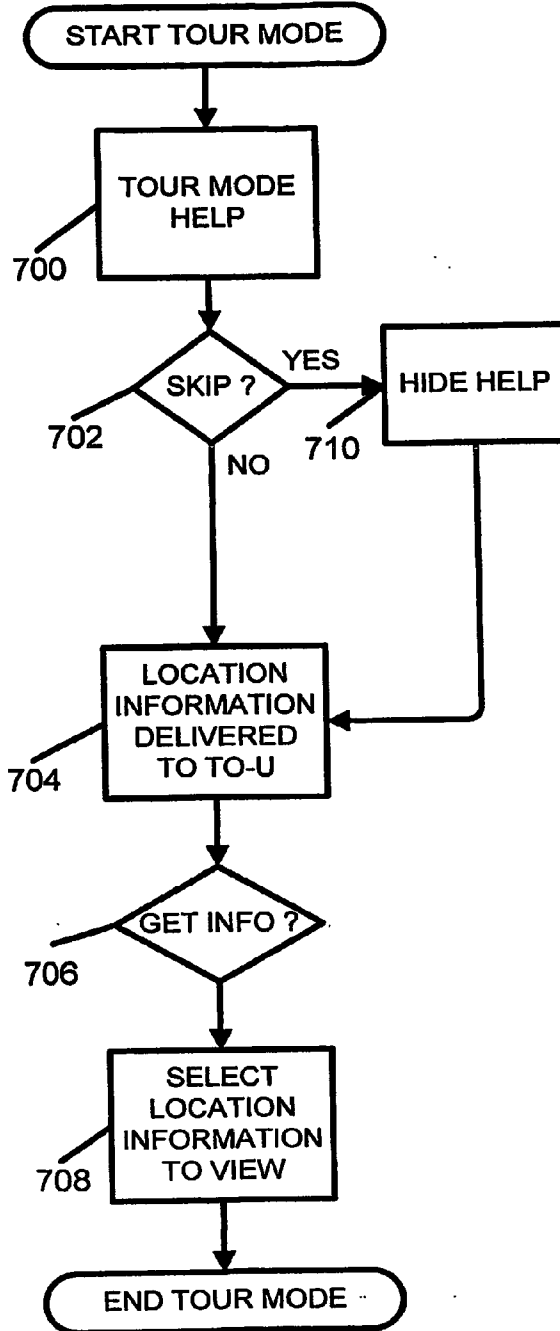 START TOUR MODE
TOUR MODE
HELP
700
SKIP ?
YES
702
NO
HIDE HELP
710
LOCATION
INFORMATION
DELIVERED
TO TO-U
704
GET INFO ?
706
SELECT
LOCATION
INFORMATION
TO VIEW
708
END TOUR MODE